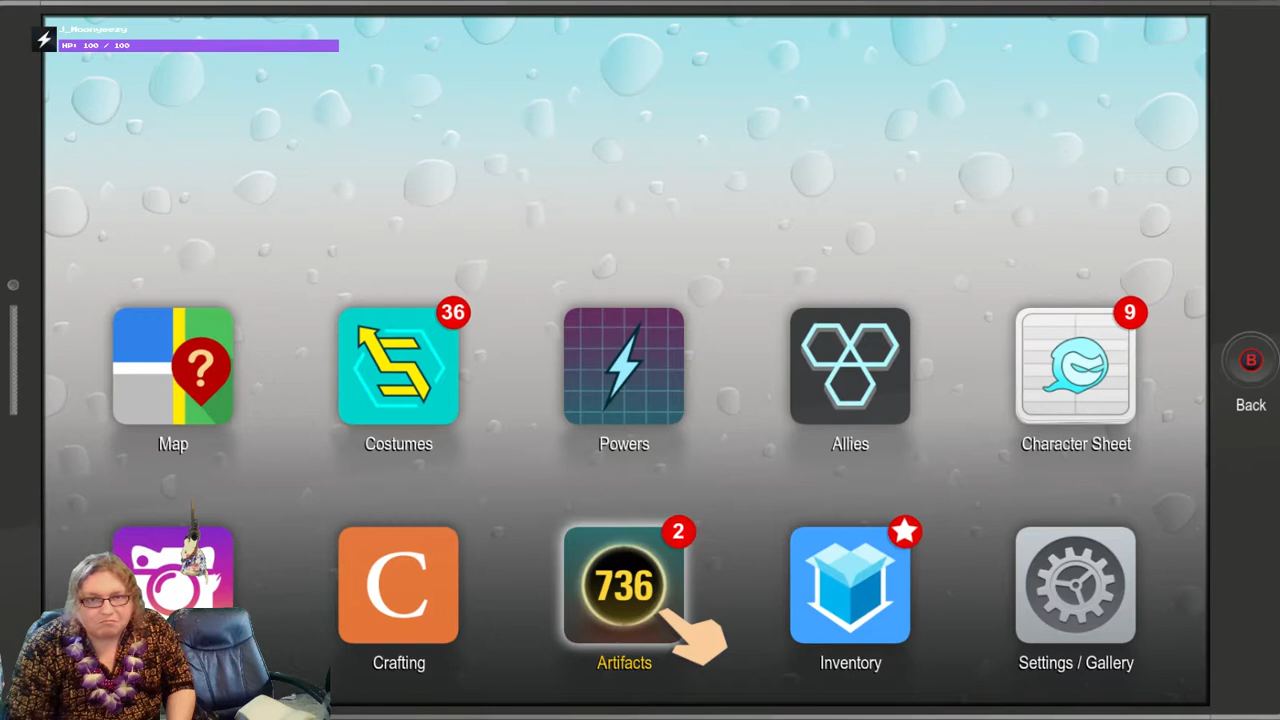 J_Moonyeezy
HP: 100 / 100
36
9
?
Map
Costumes
Powers
Allies
Character Sheet
B
Back
2
C
736
Crafting
Artifacts
Inventory
Settings / Gallery